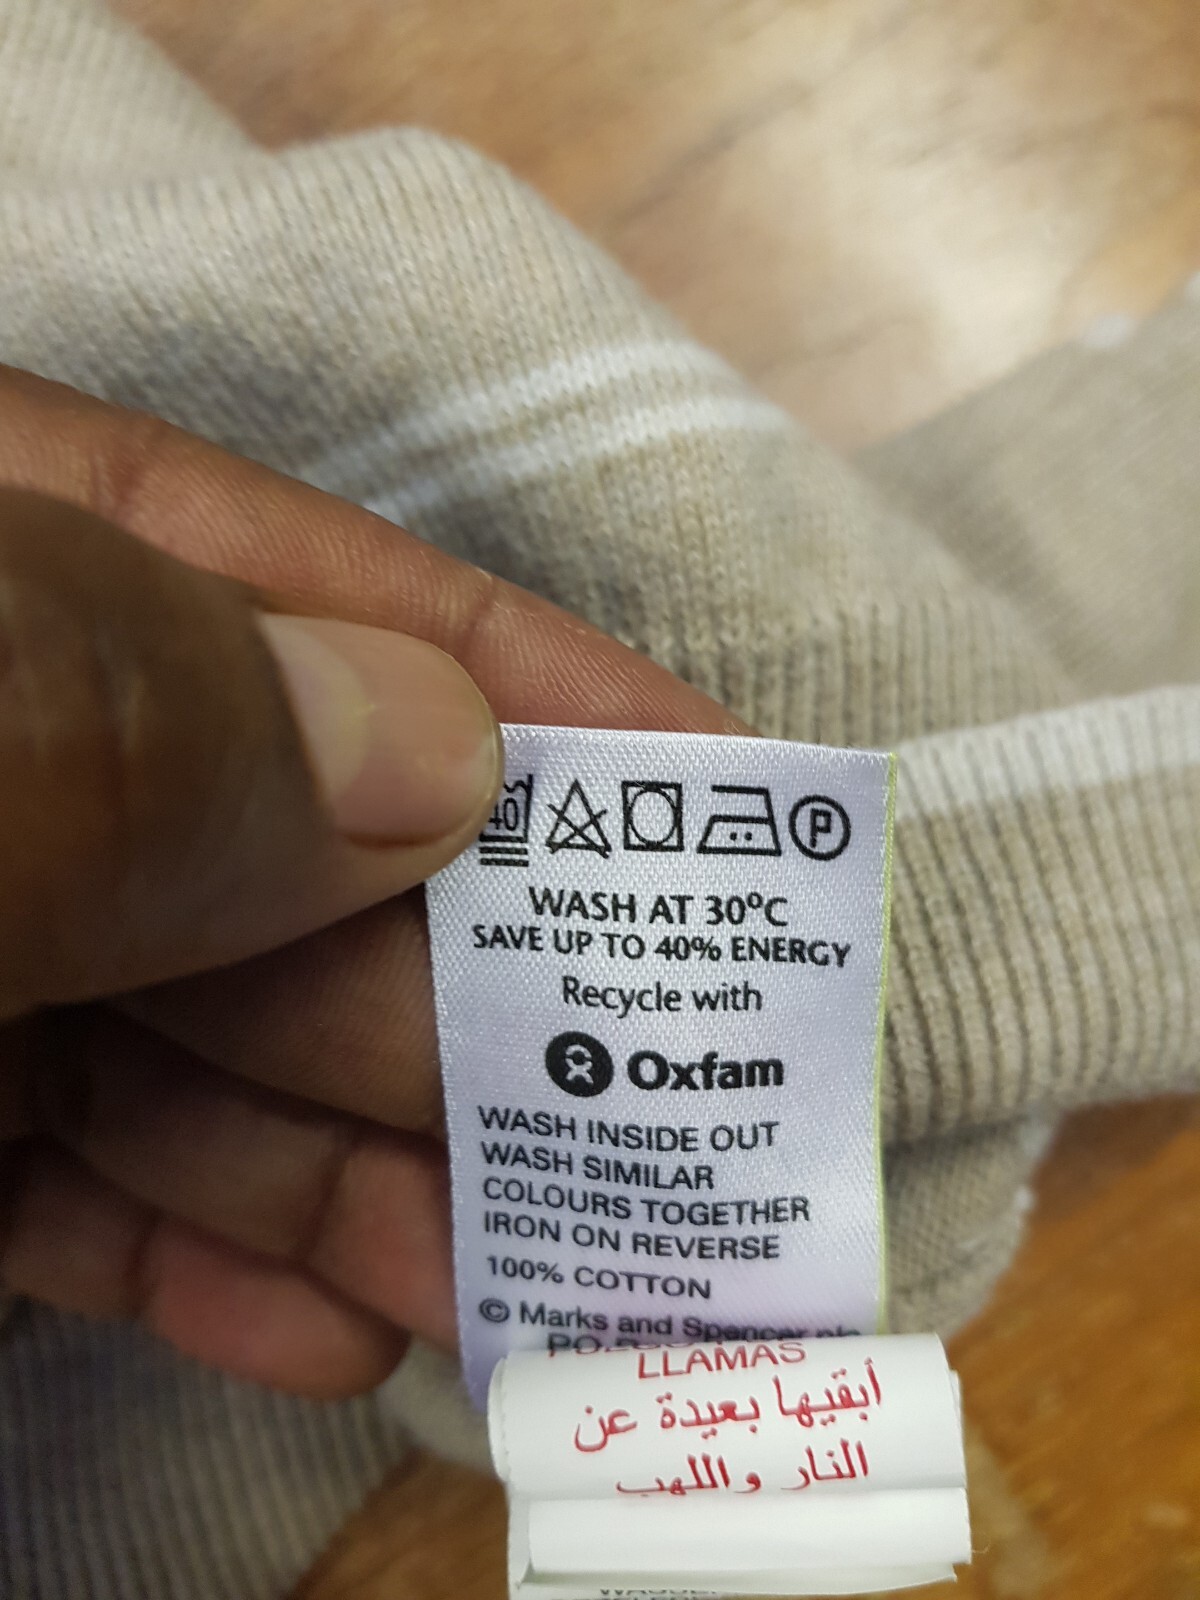 40
P
WASH AT 30°C
SAVE UP TO 40% ENERGY
Recycle with
Oxfam
WASH INSIDE OUT
WASH SIMILAR
COLOURS TOGETHER
IRON ON REVERSE
100% COTTON
© Marks and Spencer plc
LLAMAS
أبقيها بعيدة عن
النار واللهب